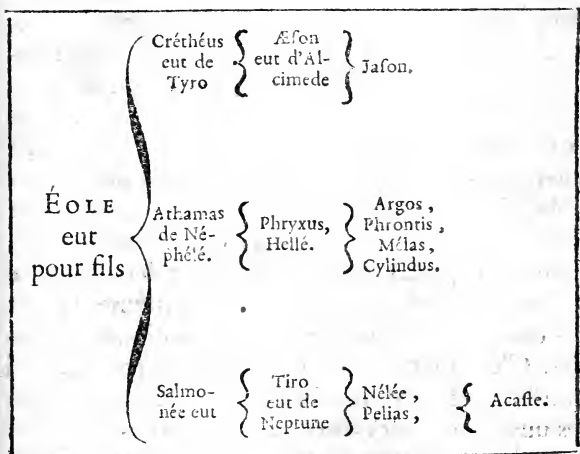 ÉOLE
eut
pour fils
Créthéus
eut de
Tyro
Æſon
eut d'Al-
cimede
Jaſon.
Athamas
de Né-
phélé.
Phryxus,
Hellé.
Argos,
Phrontis,
Mélas,
Cylindus.
Salmo-
née eut
Tiro
eut de
Neptune
Nélée,
Pelias,
Acaſte.